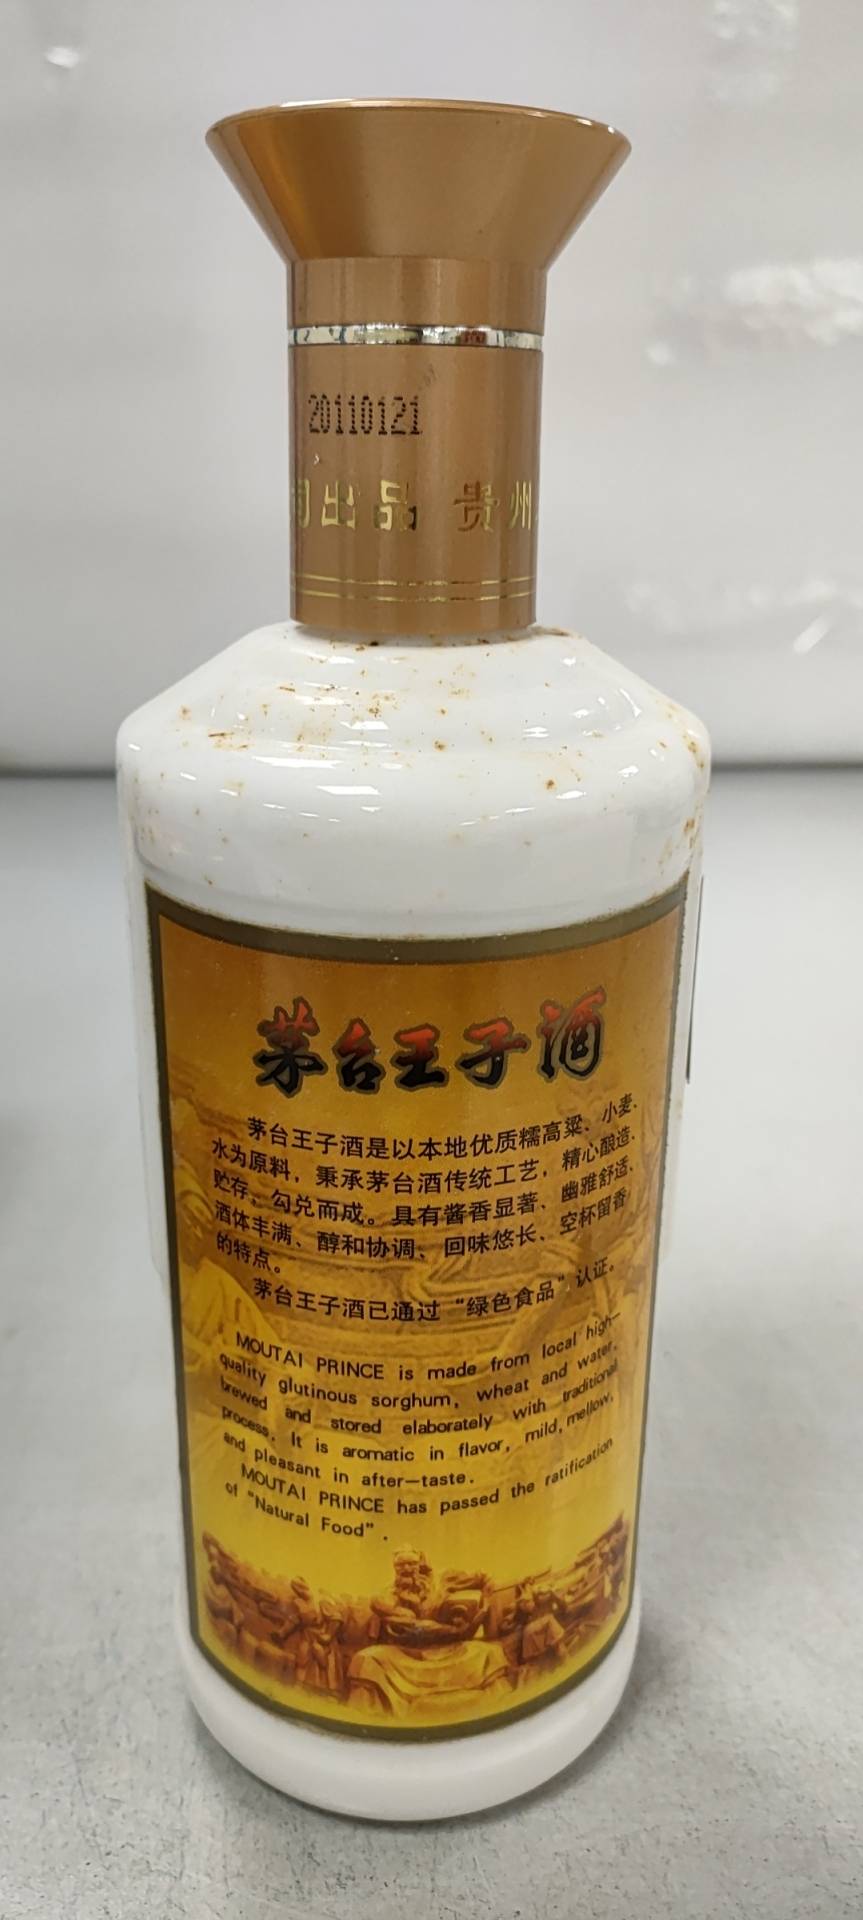 20110121
司出品 贵州
茅台王子酒
茅台王子酒是以本地优质糯高粱、小麦、
水为原料，秉承茅台酒传统工艺，精心酿造、
贮存、勾兑而成。具有酱香显著、幽雅舒适、
酒体丰满、醇和协调、回味悠长、空杯留香
的特点。
茅台王子酒已通过“绿色食品”认证。
MOUTAI PRINCE is made from local high—
quality glutinous sorghum, wheat and water,
brewed and stored elaborately with traditional
process. It is aromatic in flavor, mild, mellow,
and pleasant in after—taste.
MOUTAI PRINCE has passed the ratification
of "Natural Food".